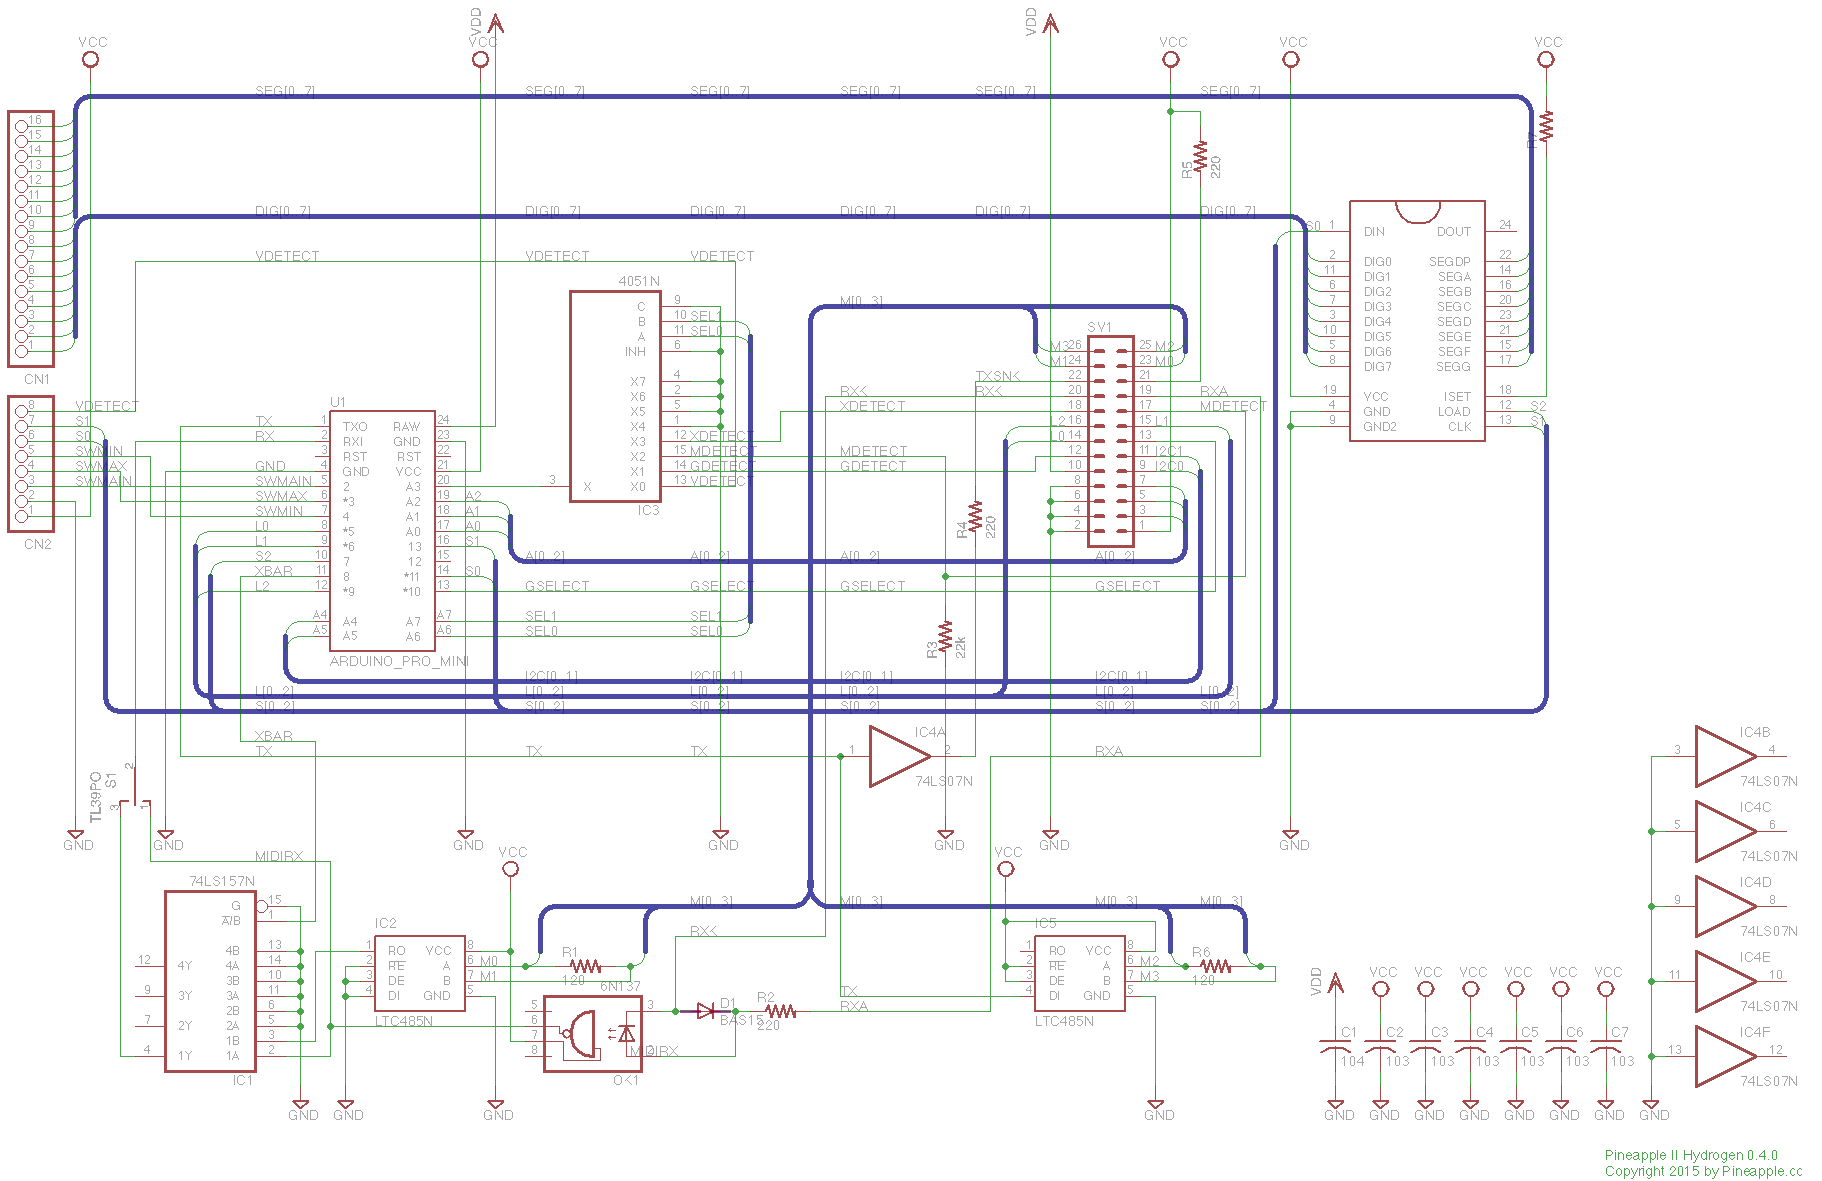 VCC
VDD
VCC
VDD
VCC
VCC
VCC
SEG[0..7]
SEG[0..7]
SEG[0..7]
SEG[0..7]
SEG[0..7]
SEG[0..7]
16
15
14
13
12
11
10
9
8
7
6
5
4
3
2
1
CN1
R5
220
R7
DIG[0..7]
DIG[0..7]
DIG[0..7]
DIG[0..7]
DIG[0..7]
DIG[0..7]
VDETECT
VDETECT
VDETECT
S0
1 DIN DOUT 24
2 DIG0 SEGDP 22
11 DIG1 SEGA 14
6 DIG2 SEGB 16
7 DIG3 SEGC 20
3 DIG4 SEGD 23
10 DIG5 SEGE 21
5 DIG6 SEGF 15
8 DIG7 SEGG 17
19 VCC ISET 18
4 GND LOAD 12 S2
9 GND2 CLK 13 S1
4051N
C 9
B 10 SEL1
A 11 SEL0
INH 6
X7 4
X6 2
X5 5
X4 1
X3 12 XDETECT
X2 15 MDETECT
X1 14 GDETECT
3 X X0 13 VDETECT
IC3
M[0..3]
SV1
M3 26 25 M2
M1 24 23 M0
TXSNK 22 21
RXK RXK 20 19 RXA
XDETECT 18 17 MDETECT
L2 16 15 L1
L0 14 13
MDETECT 12 11 I2C1
GDETECT 10 9 I2C0
8 7
6 5
4 3
2 1
8 VDETECT
7 S1
6 S0
5 SWMIN
4 SWMAX
3 SWMAIN
2
1
CN2
U1
TX 1 TXO RAW 24
RX 2 RXI GND 23
3 RST RST 22
GND 4 GND VCC 21
SWMAIN 5 2 A3 20
SWMAX 6 *3 A2 19 A2
SWMIN 7 4 A1 18 A1
L0 8 *5 A0 17 A0
L1 9 *6 13 16 S1
S2 10 7 12 15
XBAR 11 8 *11 14 S0
L2 12 *9 *10 13
A4 A4 A7 A7
A5 A5 A6 A6
ARDUINO_PRO_MINI
R4
220
A[0..2]
A[0..2]
A[0..2]
A[0..2]
GSELECT
GSELECT
GSELECT
GSELECT
SEL1
SEL1
SEL0
SEL0
R3
22k
I2C[0..1]
I2C[0..1]
I2C[0..1]
I2C[0..1]
L[0..2]
L[0..2]
L[0..2]
L[0..2]
L[0..2]
L[0..2]
S[0..2]
S[0..2]
S[0..2]
S[0..2]
S[0..2]
S[0..2]
XBAR
TX
TX
TX
IC4A
1
2
74LS07N
RXA
TL39PO
S1
2
3
1
GND
GND
GND
GND
GND
GND
GND
MIDIRX
74LS157N
G 15
A/B 1
4B 13
12 4Y 4A 14
3B 10
9 3Y 3A 11
2B 6
7 2Y 2A 5
1B 3
4 1Y 1A 2
IC1
VCC
M[0..3]
M[0..3]
M[0..3]
M[0..3]
VCC
IC2
1 RO VCC 8
2 RE A 6 M0
3 DE B 7 M1
4 DI GND 5
LTC485N
R1
120
RXK
6N137
5
6
7
8
3
2
MIDIRX
OK1
D1
BAS15
R2
220
TX
RXA
IC5
1 RO VCC 8
2 RE A 6 M2
3 DE B 7 M3
4 DI GND 5
LTC485N
R6
120
GND
GND
GND
GND
VDD
VCC
VCC
VCC
VCC
VCC
VCC
C1
C2
C3
C4
C5
C6
C7
104
103
103
103
103
103
103
GND
GND
GND
GND
GND
GND
GND
GND
IC4B
3
4
74LS07N
IC4C
5
6
74LS07N
IC4D
9
8
74LS07N
IC4E
11
10
74LS07N
IC4F
13
12
74LS07N
Pineapple II Hydrogen 0.4.0
Copyright 2015 by Pineapple.cc